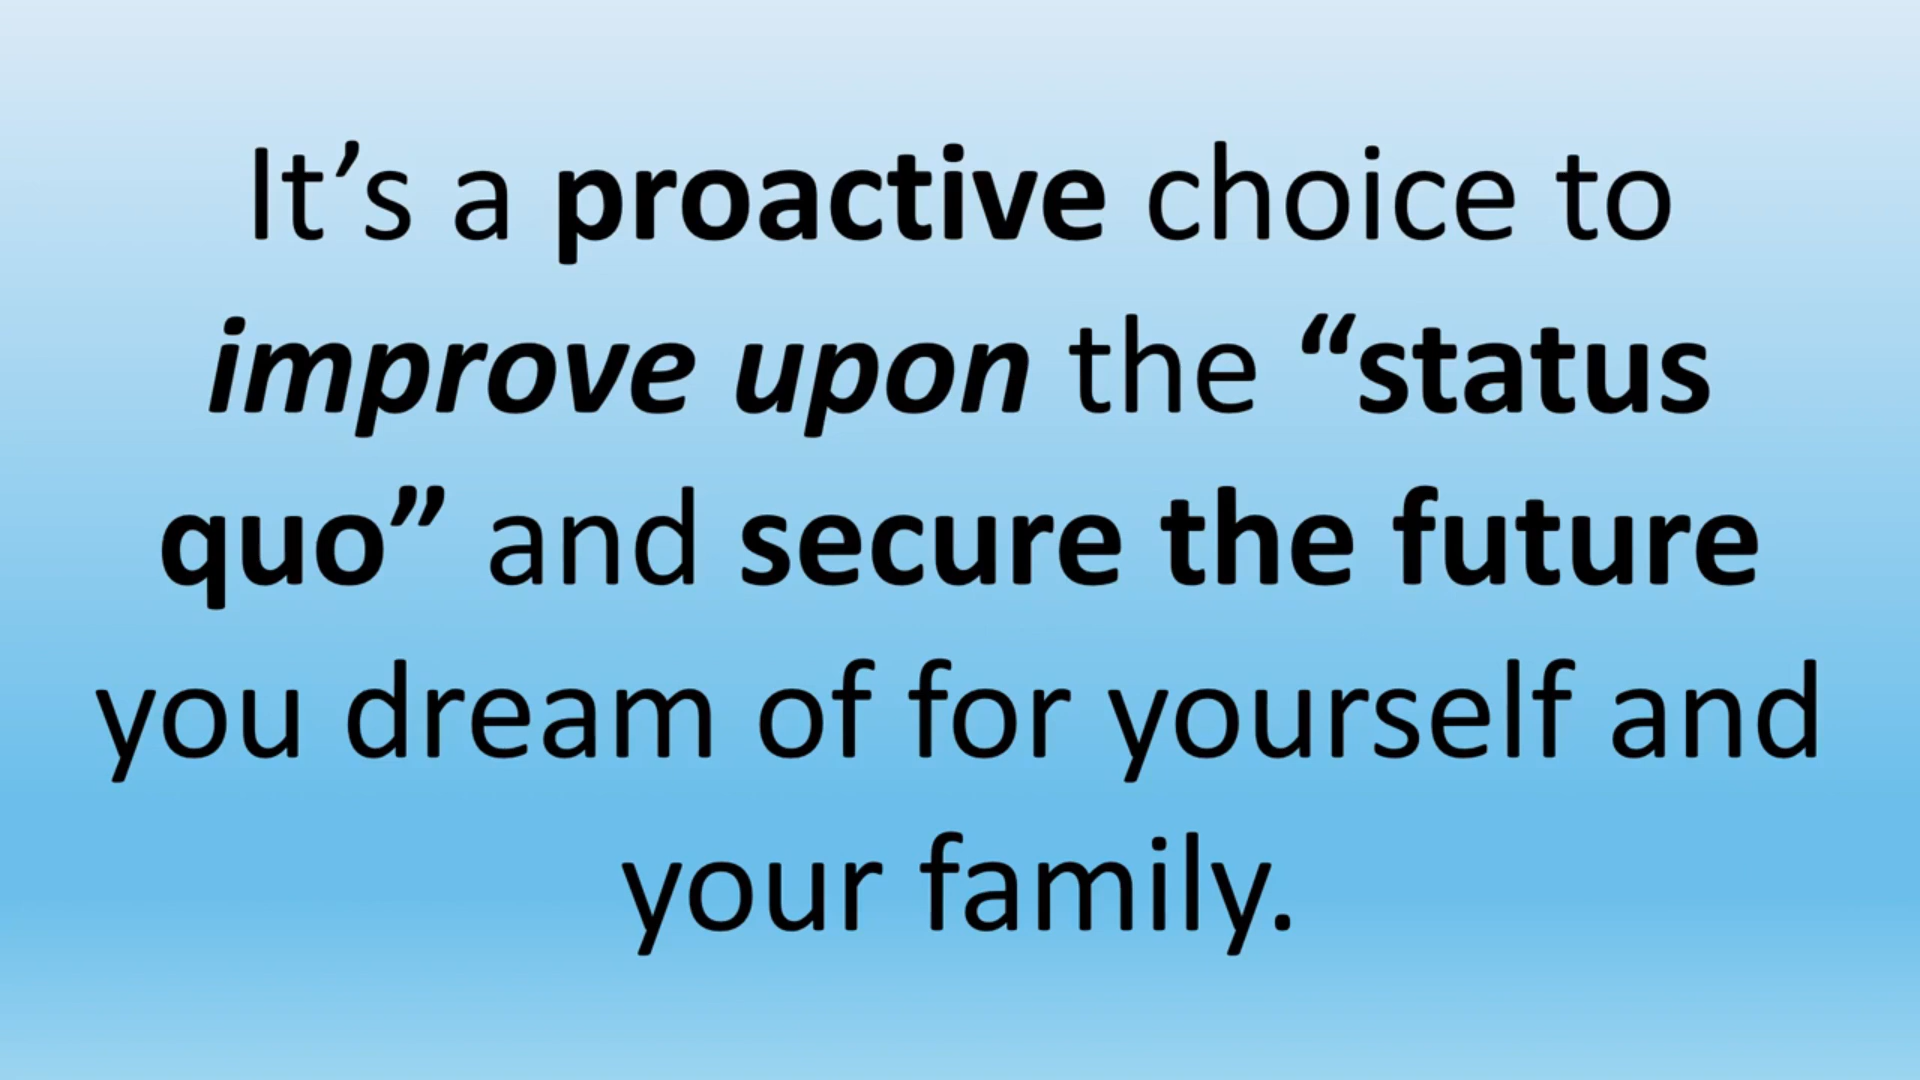 It’s a proactive choice to
improve upon the “status
quo” and secure the future
you dream of for yourself and
your family.